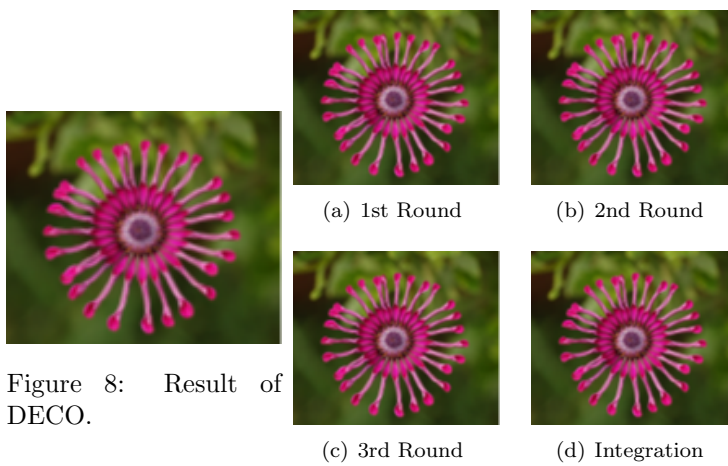 (a) 1st Round
(b) 2nd Round
Figure 8: Result of
DECO.
(c) 3rd Round
(d) Integration